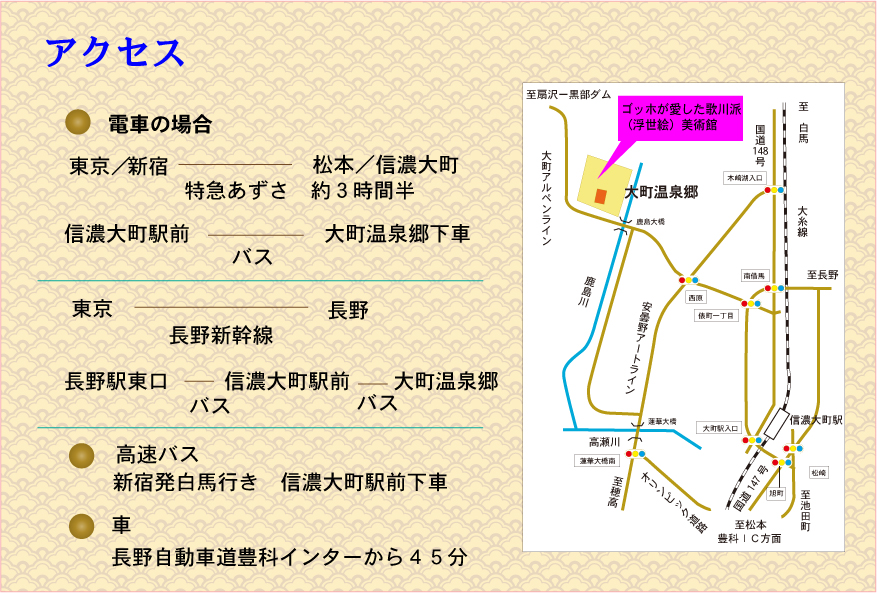 アクセス
電車の場合
東京／新宿　松本／信濃大町
特急あずさ　約３時間半
信濃大町駅前　大町温泉郷下車
バス
東京　長野
長野新幹線
長野駅東口　信濃大町駅前　大町温泉郷
バス　バス
高速バス
新宿発白馬行き　信濃大町駅前下車
車
長野自動車道豊科インターから４５分
至扇沢ー黒部ダム
ゴッホが愛した歌川派
（浮世絵）美術館
至　白馬
国道148号
大町アルペンライン
木崎湖入口
大町温泉郷
大糸線
鹿島大橋
南借馬
至長野
鹿島川
西原
俵町一丁目
安曇野アートライン
蓮華大橋
大町駅入口
信濃大町駅
高瀬川
蓮華大橋南
松崎
至穂高
オリンピック道路
国道147号
旭町
至池田町
至松本
豊科ＩＣ方面